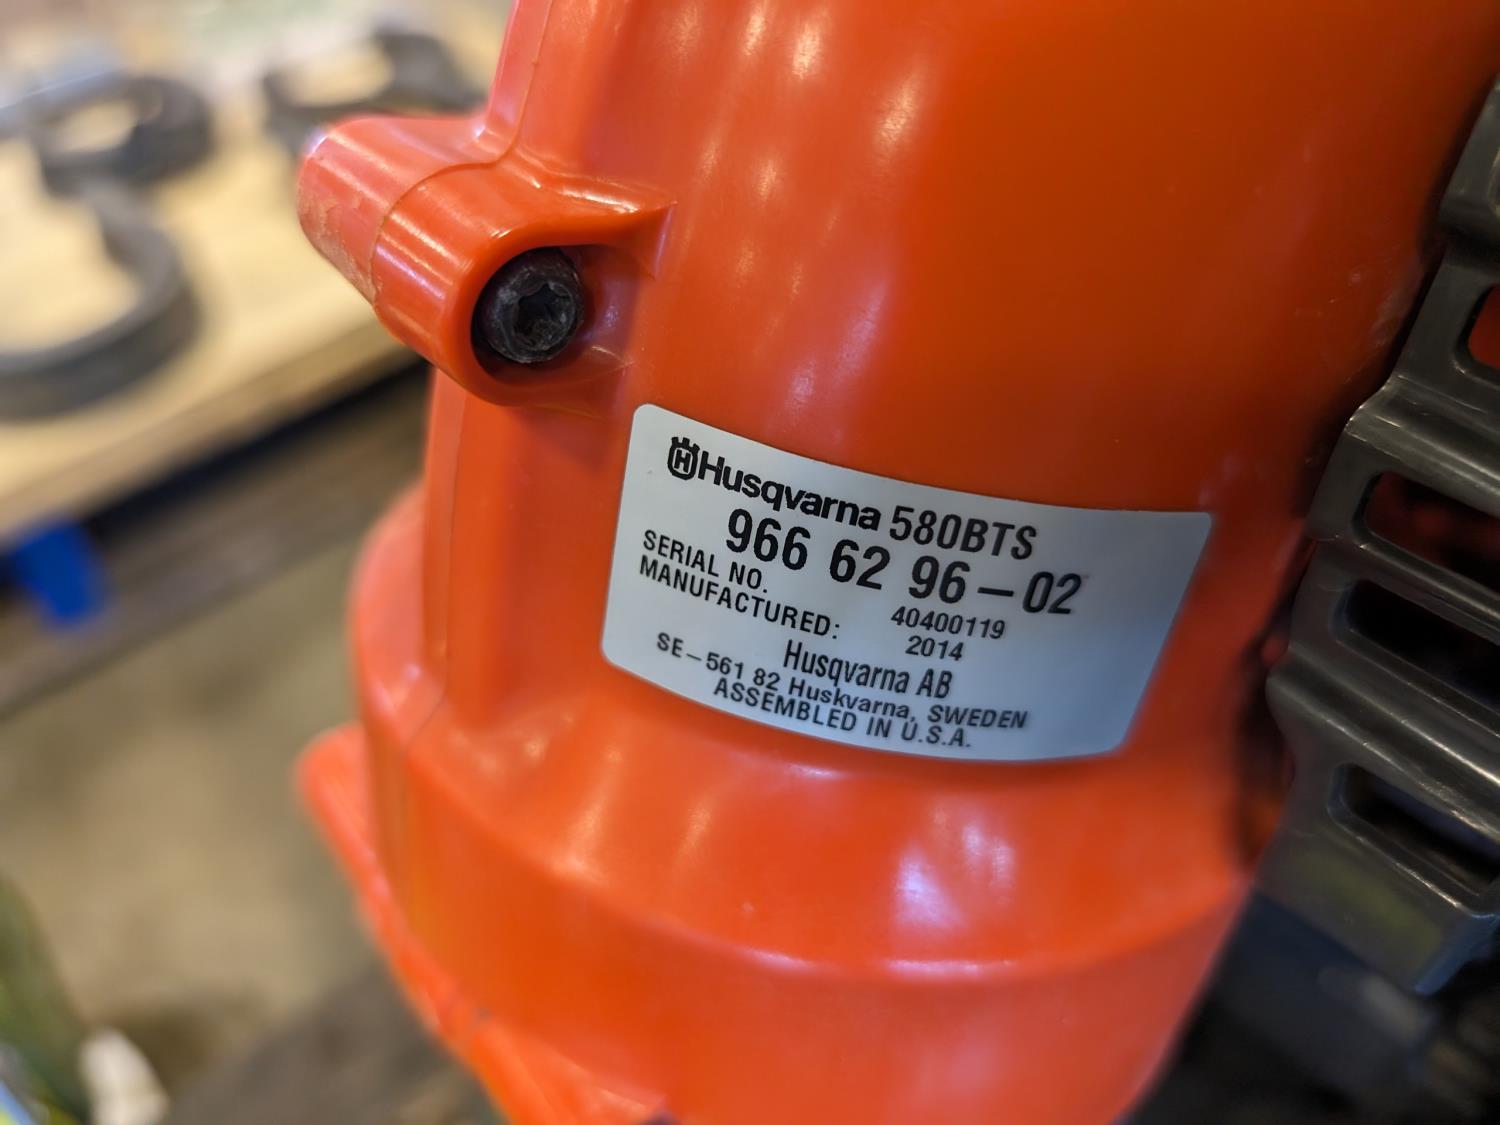 Husqvarna 580BTS
966 62 96-02
SERIAL NO. 40400119
MANUFACTURED: 2014
Husqvarna AB
SE-561 82 Huskvarna, SWEDEN
ASSEMBLED IN U.S.A.